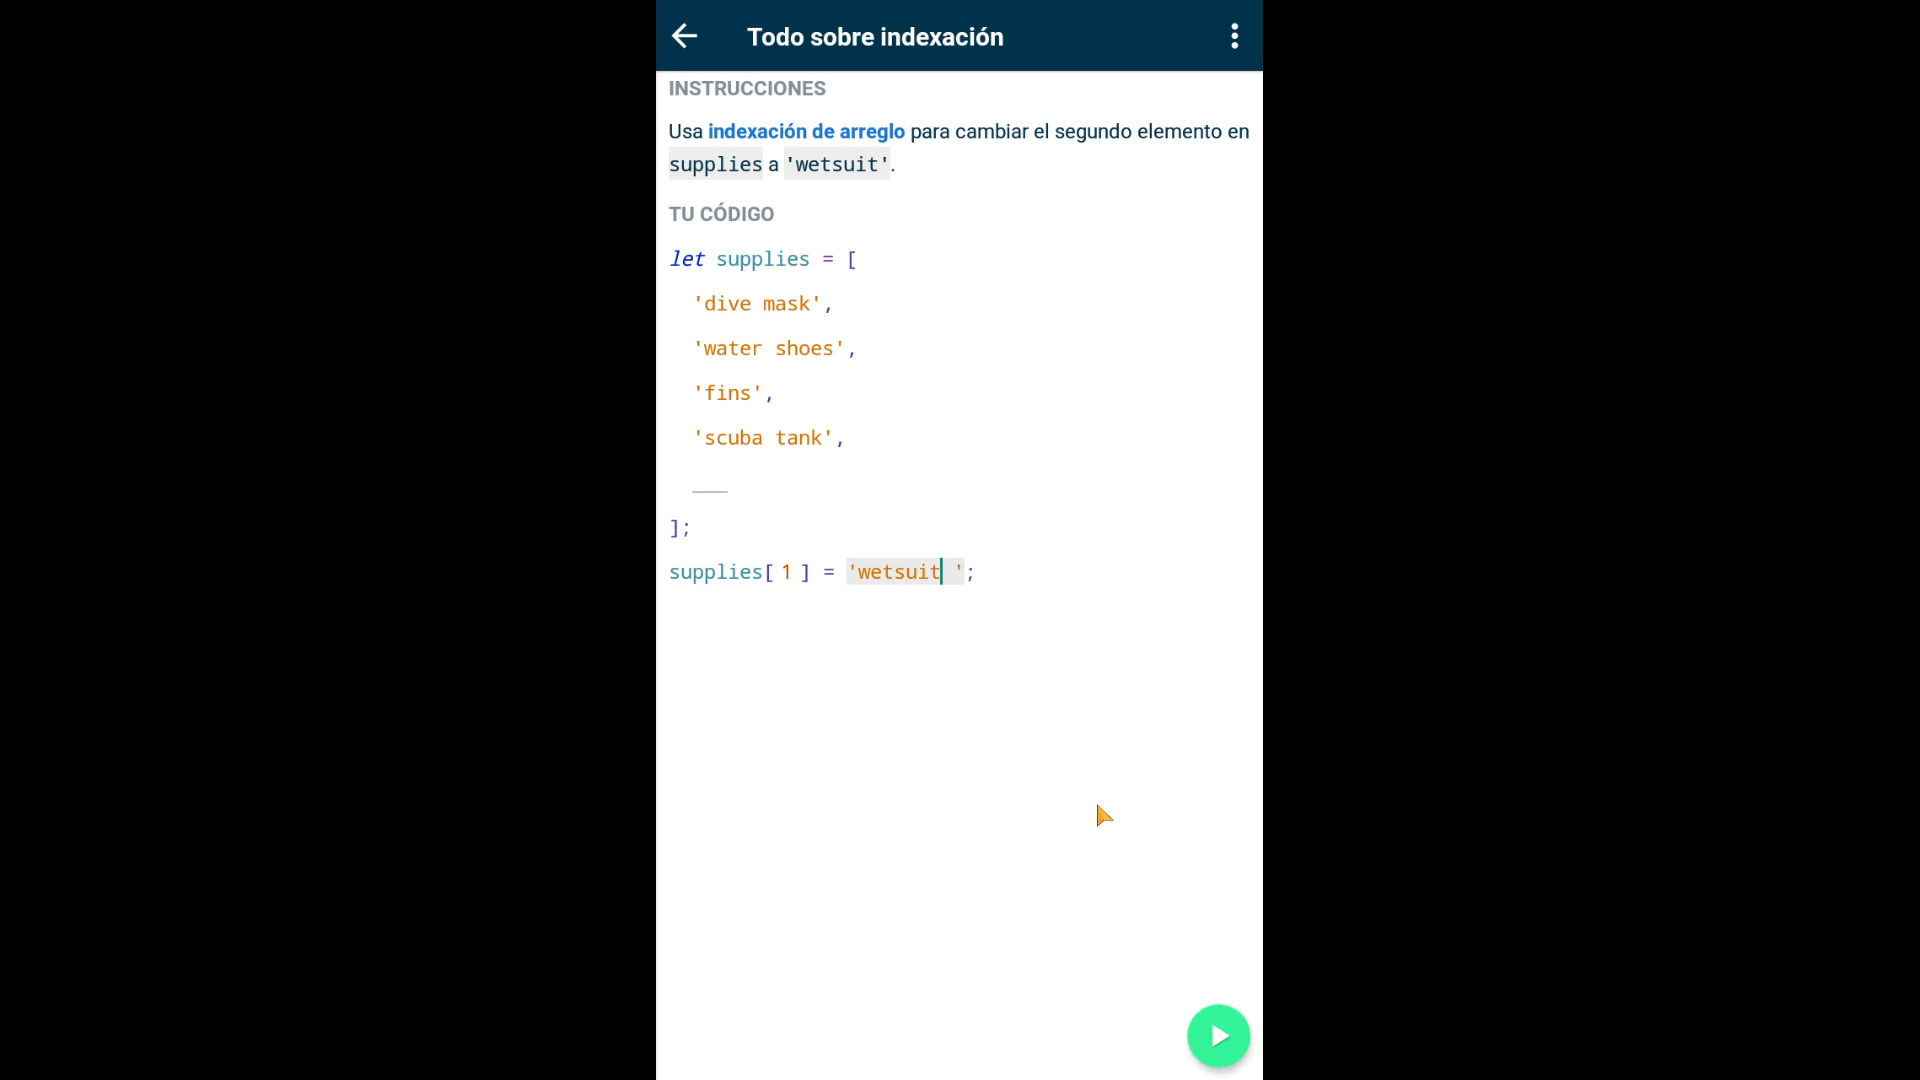 Todo sobre indexación
INSTRUCCIONES
Usa indexación de arreglo para cambiar el segundo elemento en
supplies a 'wetsuit'.
TU CÓDIGO
let supplies = [
  'dive mask',
  'water shoes',
  'fins',
  'scuba tank',
  ___
];
supplies[ 1 ] = 'wetsuit ';